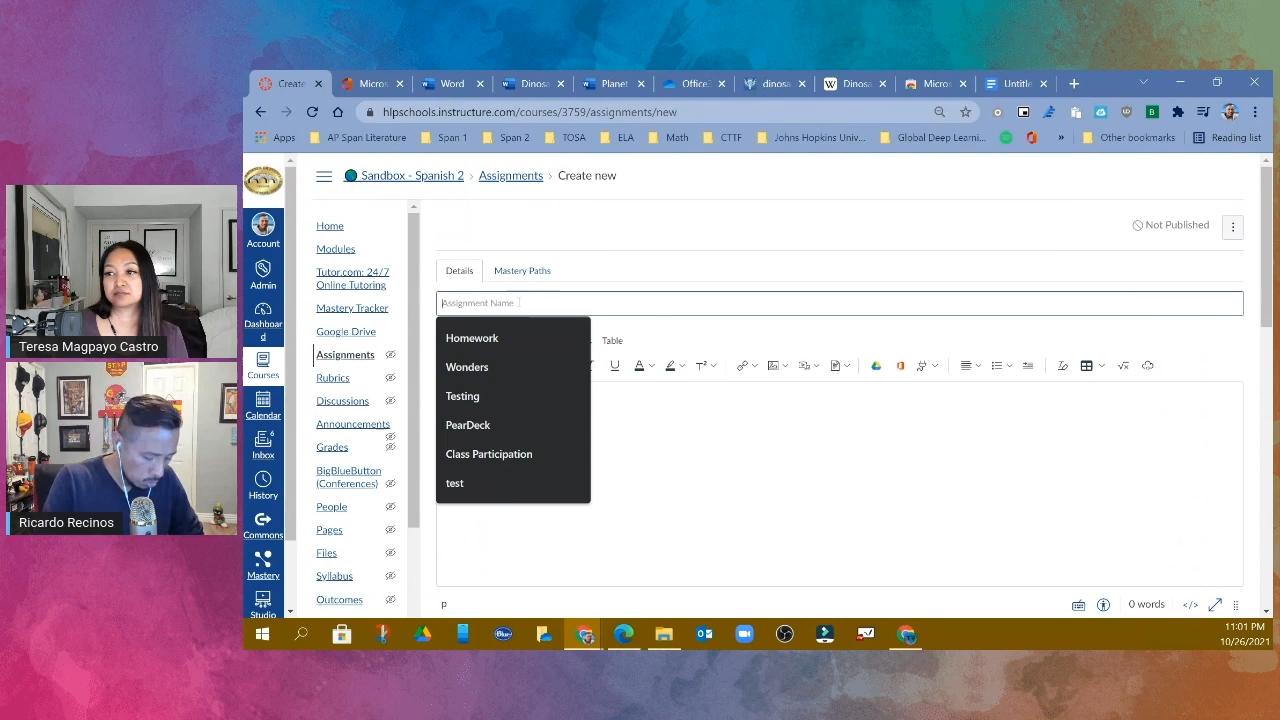 Create
Micros
Word
Dinosa
Planet
Office
dinosa
Dinosa
Micros
Untitle
hlpschools.instructure.com/courses/3759/assignments/new
Apps
AP Span Literature
Span 1
Span 2
TOSA
ELA
Math
CTTF
Johns Hopkins Univ...
Global Deep Learni...
»
Other bookmarks
Reading list
Sandbox - Spanish 2 > Assignments > Create new
Account
Admin
Dashboar
d
Courses
Calendar
6
Inbox
History
Commons
Mastery
Studio
Home
Modules
Tutor.com: 24/7
Online Tutoring
Mastery Tracker
Google Drive
Assignments
Rubrics
Discussions
Announcements
Grades
BigBlueButton
(Conferences)
People
Pages
Files
Syllabus
Outcomes
Not Published
Details
Mastery Paths
Assignment Name
Homework
Wonders
Testing
PearDeck
Class Participation
test
Table
p
0 words
</>
11:01 PM
10/26/2021
Teresa Magpayo Castro
Ricardo Recinos